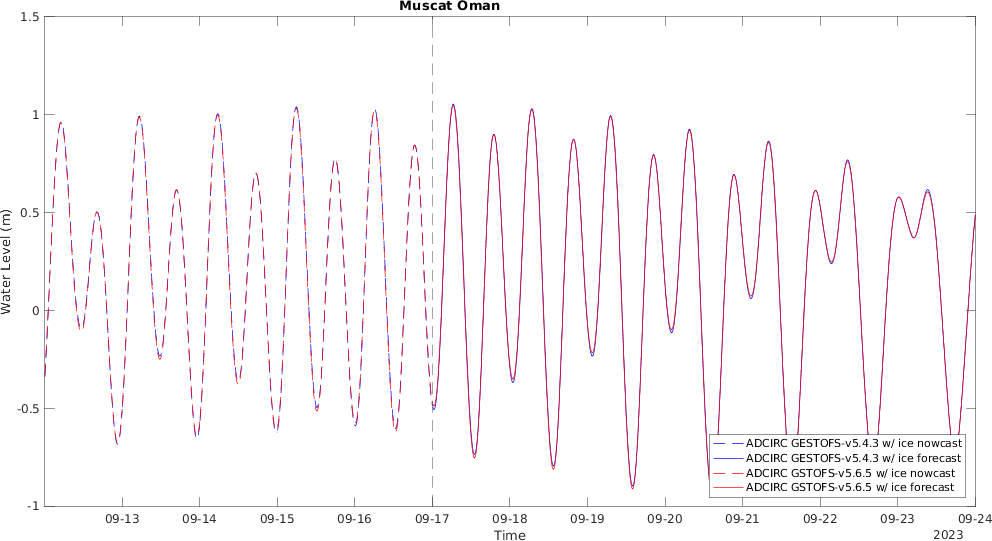 Muscat Oman
1.5
1
0.5
0
-0.5
-1
Water Level (m)
ADCIRC GESTOFS-v5.4.3 w/ ice nowcast
ADCIRC GESTOFS-v5.4.3 w/ ice forecast
ADCIRC GSTOFS-v5.6.5 w/ ice nowcast
ADCIRC GSTOFS-v5.6.5 w/ ice forecast
09-13 09-14 09-15 09-16 09-17 09-18 09-19 09-20 09-21 09-22 09-23 09-24
Time
2023